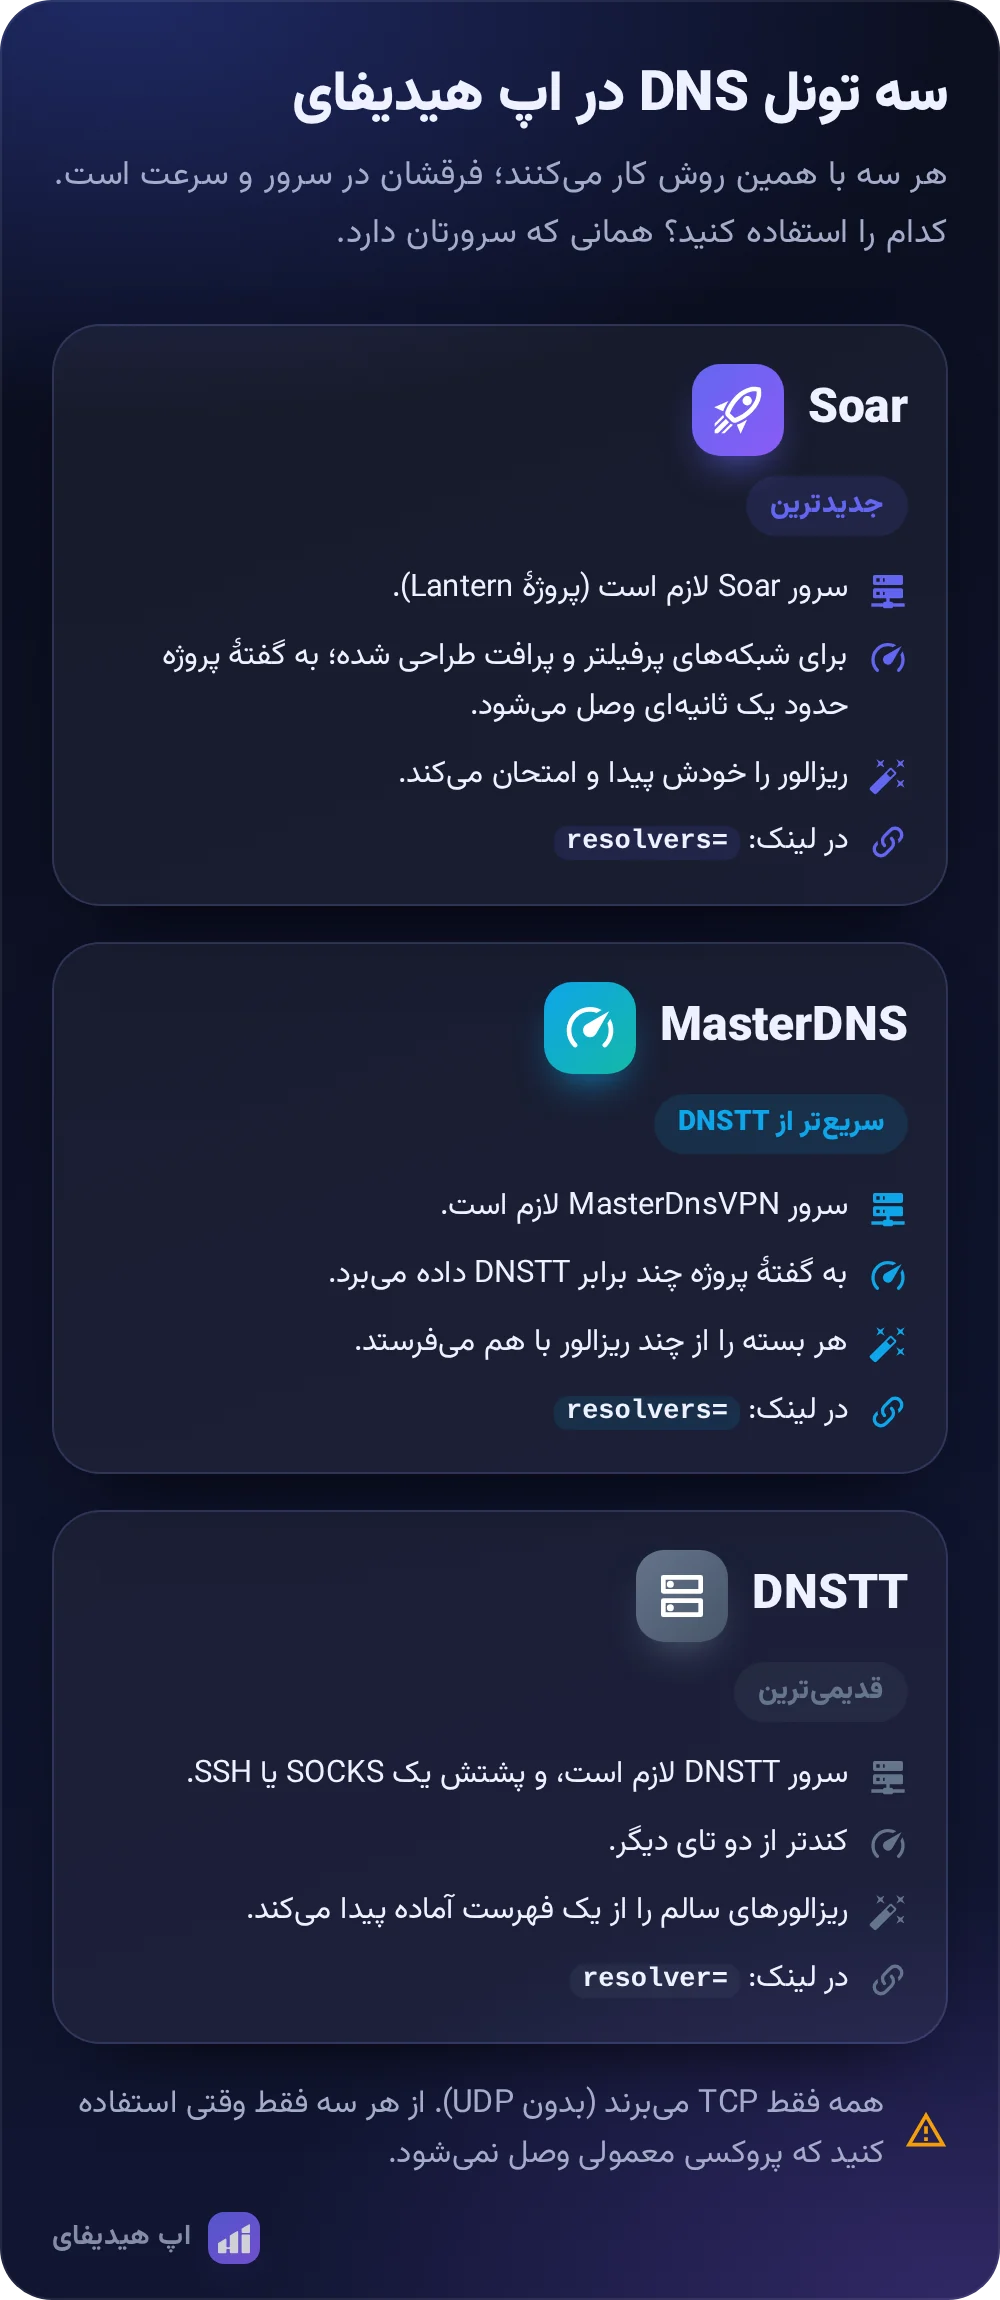 سه تونل DNS در اپ هیدیفای
هر سه با همین روش کار می‌کنند؛ فرقشان در سرور و سرعت است.
کدام را استفاده کنید؟ همانی که سرورتان دارد.
Soar
جدیدترین
سرور Soar لازم است (پروژهٔ Lantern).
برای شبکه‌های پرفیلتر و پرافت طراحی شده؛ به گفتهٔ پروژه
حدود یک ثانیه‌ای وصل می‌شود.
ریزالور را خودش پیدا و امتحان می‌کند.
در لینک: resolvers=
MasterDNS
سریع‌تر از DNSTT
سرور MasterDnsVPN لازم است.
به گفتهٔ پروژه چند برابر DNSTT داده می‌برد.
هر بسته را از چند ریزالور با هم می‌فرستد.
در لینک: resolvers=
DNSTT
قدیمی‌ترین
سرور DNSTT لازم است، و پشتش یک SOCKS یا SSH.
کندتر از دو تای دیگر.
ریزالورهای سالم را از یک فهرست آماده پیدا می‌کند.
در لینک: resolver=
همه فقط TCP می‌برند (بدون UDP). از هر سه فقط وقتی استفاده
کنید که پروکسی معمولی وصل نمی‌شود.
اپ هیدیفای